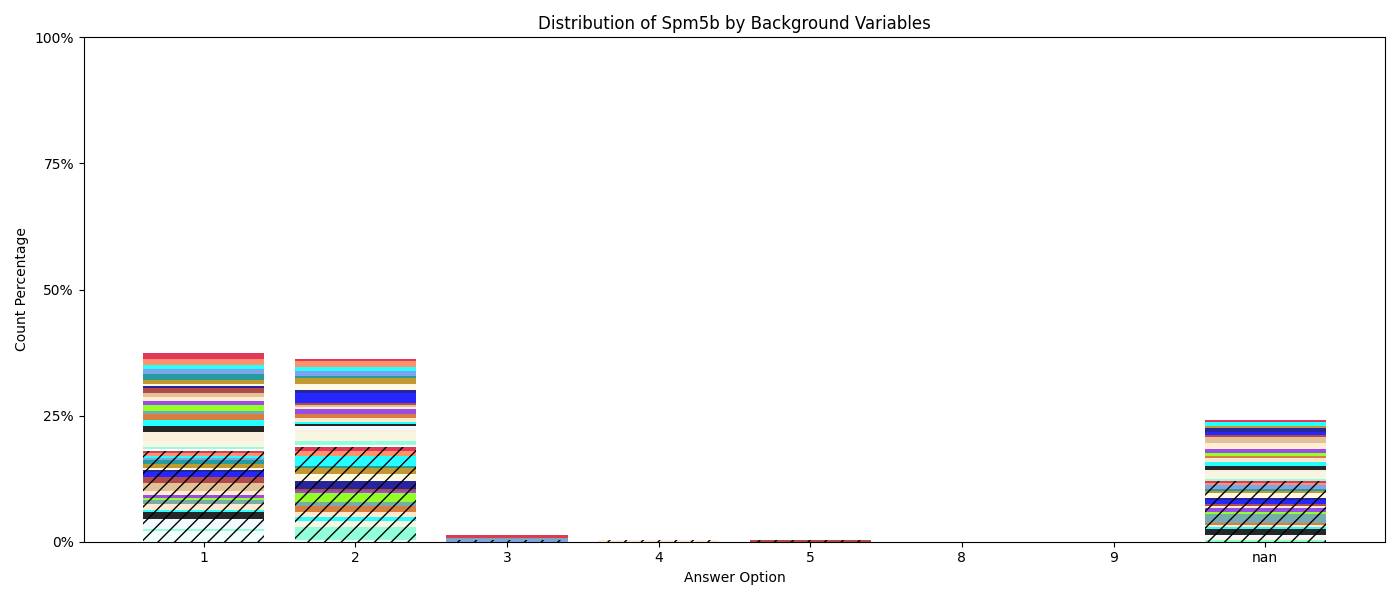 Distribution of Spm5b by Background Variables
100%
75%
50%
25%
0%
Count Percentage
1 2 3 4 5 8 9 nan
Answer Option